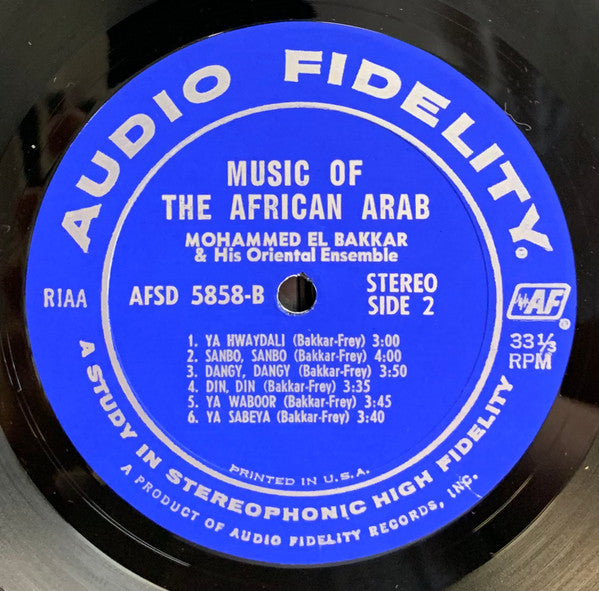 AUDIO FIDELITY®
MUSIC OF
THE AFRICAN ARAB
MOHAMMED EL BAKKAR
& His Oriental Ensemble
RIAA
AFSD 5858-B
STEREO
SIDE 2
AF®
33⅓
RPM
1. YA HWAYDALI (Bakkar-Frey) 3:00
2. SANBO, SANBO (Bakkar-Frey) 4:00
3. DANGY, DANGY (Bakkar-Frey) 3:50
4. DIN, DIN (Bakkar-Frey) 3:35
5. YA WABOOR (Bakkar-Frey) 3:45
6. YA SABEYA (Bakkar-Frey) 3:40
PRINTED IN U.S.A.
A STUDY IN STEREOPHONIC HIGH FIDELITY
A PRODUCT OF AUDIO FIDELITY RECORDS, INC.